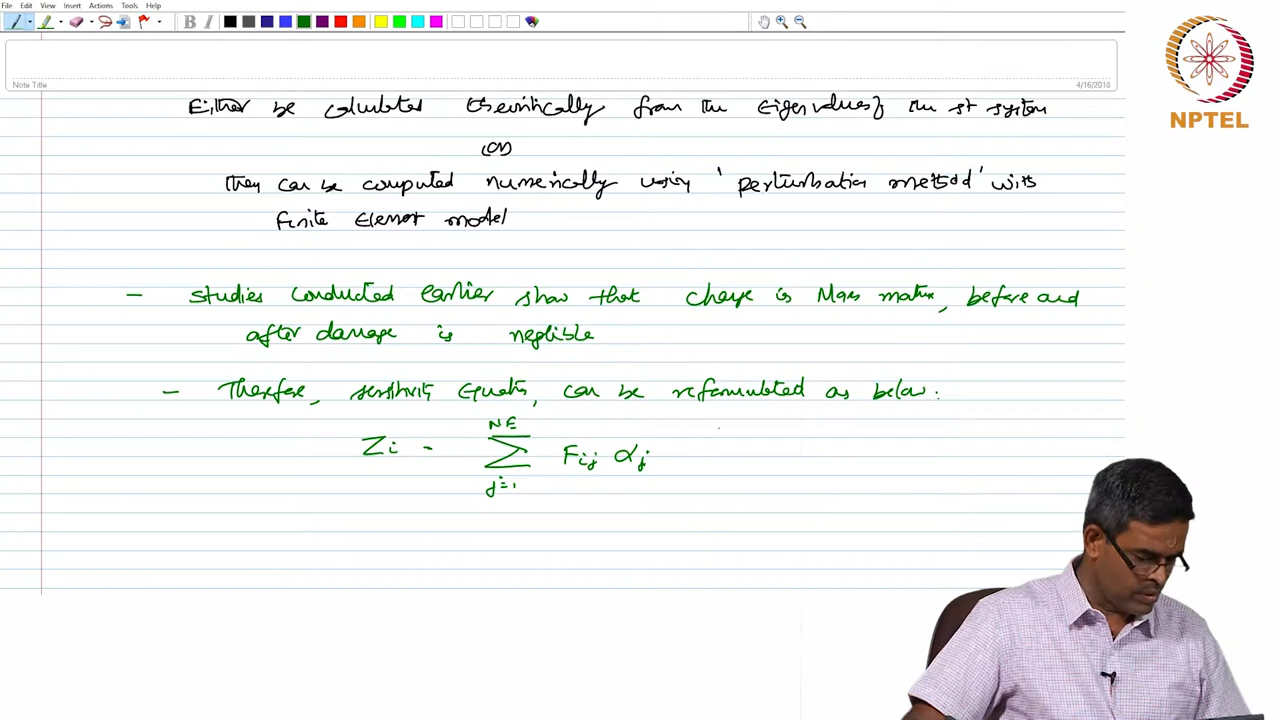 File Edit View Insert Actions Tools Help
B I
Note Title
4/16/2018
NPTEL
Either be calculated theoretically from the Eigenvalues of the st system
(or)
they can be computed numerically using 'perturbation method' with
Finite Element model
- Studies conducted earlier show that change is Mass matrix, before and
after damage is neglible
- Therefore, sensitivity Equation, can be reformulated as below:
Zi = NE ∑ j=1 Fij αj